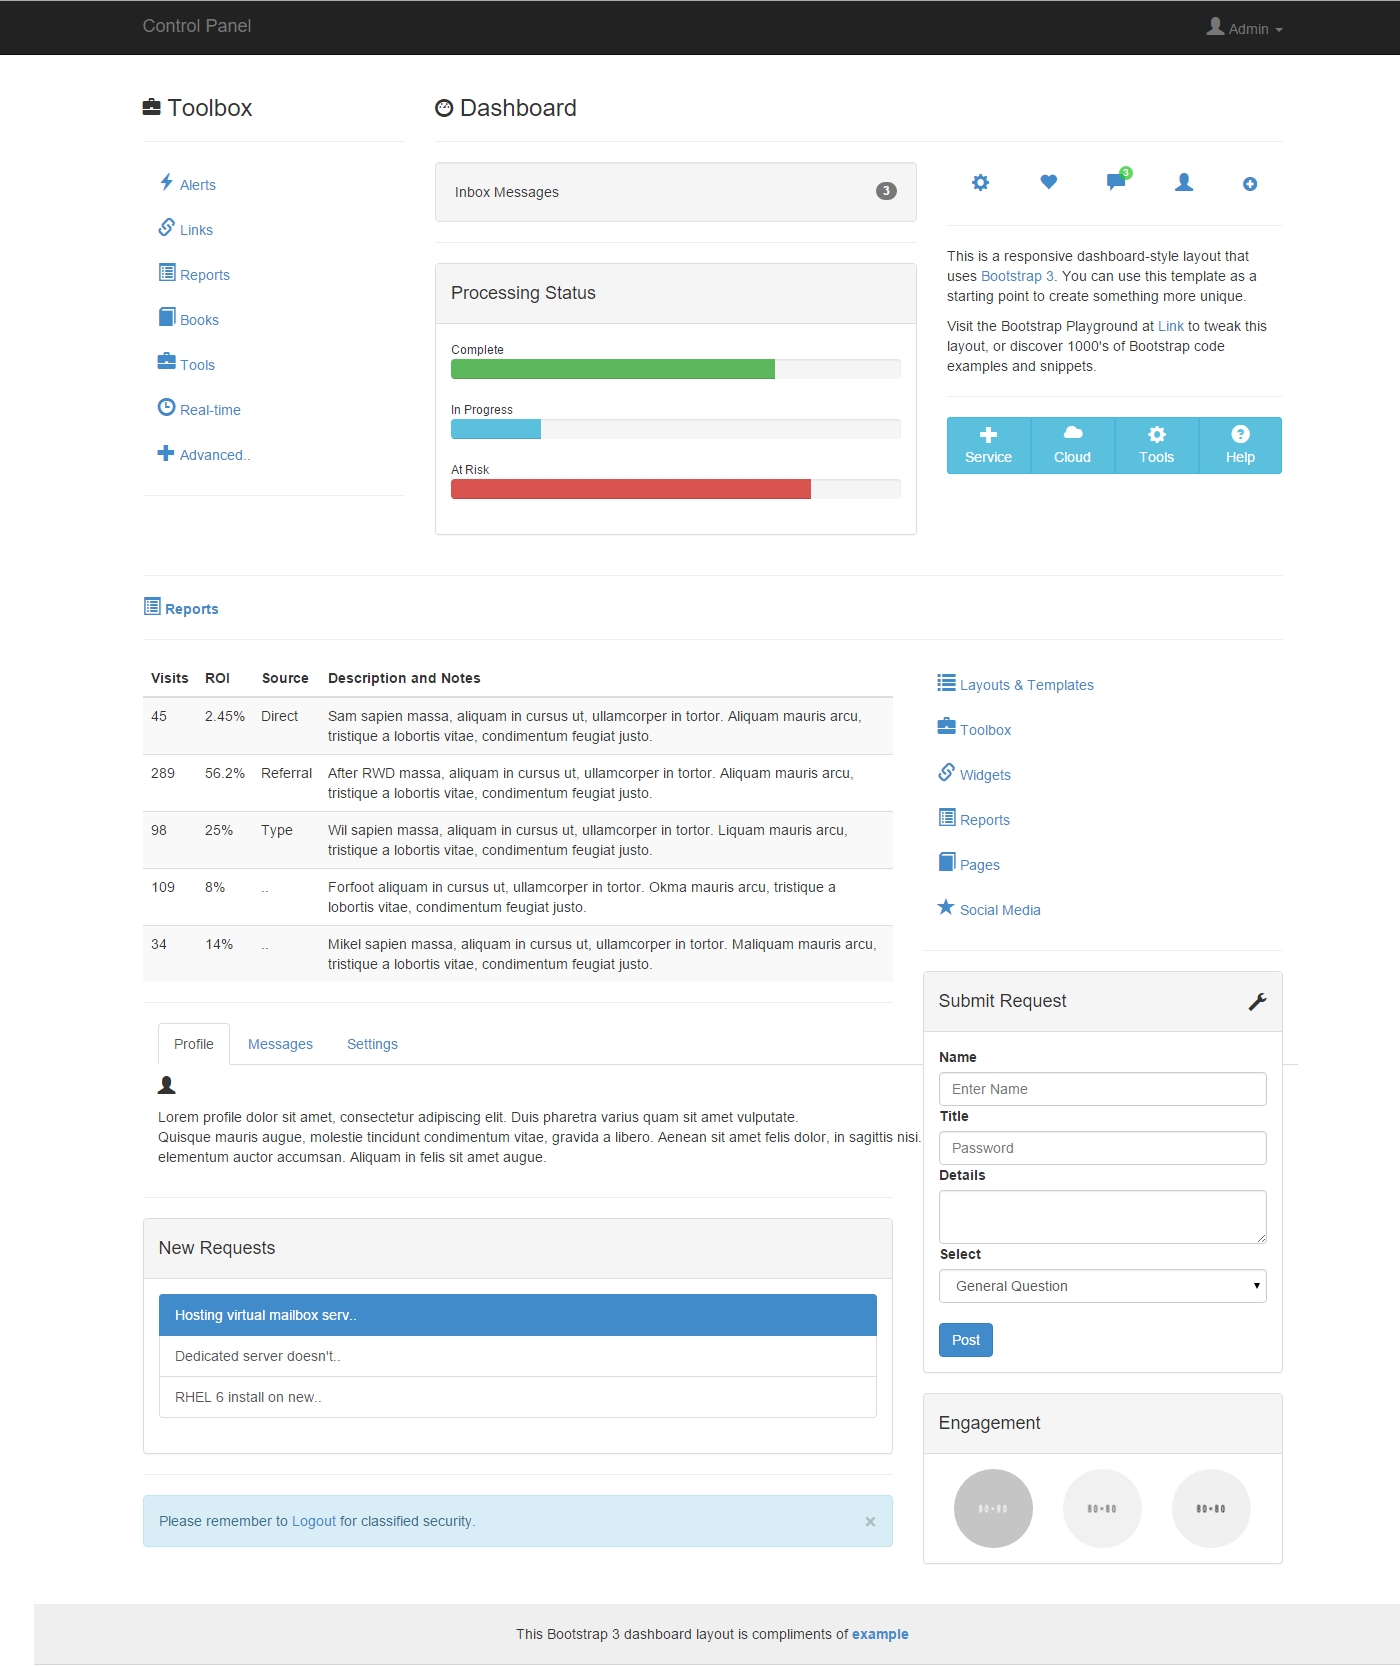 Control Panel
Admin
Toolbox
Alerts
Links
Reports
Books
Tools
Real-time
Advanced..
Dashboard
Inbox Messages 3
Processing Status
Complete
In Progress
At Risk
3
This is a responsive dashboard-style layout that
uses Bootstrap 3. You can use this template as a
starting point to create something more unique.
Visit the Bootstrap Playground at Link to tweak this
layout, or discover 1000's of Bootstrap code
examples and snippets.
Service Cloud Tools Help
Reports
Visits ROI Source Description and Notes
45 2.45% Direct Sam sapien massa, aliquam in cursus ut, ullamcorper in tortor. Aliquam mauris arcu,
tristique a lobortis vitae, condimentum feugiat justo.
289 56.2% Referral After RWD massa, aliquam in cursus ut, ullamcorper in tortor. Aliquam mauris arcu,
tristique a lobortis vitae, condimentum feugiat justo.
98 25% Type Wil sapien massa, aliquam in cursus ut, ullamcorper in tortor. Liquam mauris arcu,
tristique a lobortis vitae, condimentum feugiat justo.
109 8% .. Forfoot aliquam in cursus ut, ullamcorper in tortor. Okma mauris arcu, tristique a
lobortis vitae, condimentum feugiat justo.
34 14% .. Mikel sapien massa, aliquam in cursus ut, ullamcorper in tortor. Maliquam mauris arcu,
tristique a lobortis vitae, condimentum feugiat justo.
Profile Messages Settings
Lorem profile dolor sit amet, consectetur adipiscing elit. Duis pharetra varius quam sit amet vulputate.
Quisque mauris augue, molestie tincidunt condimentum vitae, gravida a libero. Aenean sit amet felis dolor, in sagittis nisi.
elementum auctor accumsan. Aliquam in felis sit amet augue.
New Requests
Hosting virtual mailbox serv..
Dedicated server doesn't..
RHEL 6 install on new..
Please remember to Logout for classified security. ×
Layouts & Templates
Toolbox
Widgets
Reports
Pages
Social Media
Submit Request
Name
Enter Name
Title
Password
Details
Select
General Question
Post
Engagement
80×80 80×80 80×80
This Bootstrap 3 dashboard layout is compliments of example